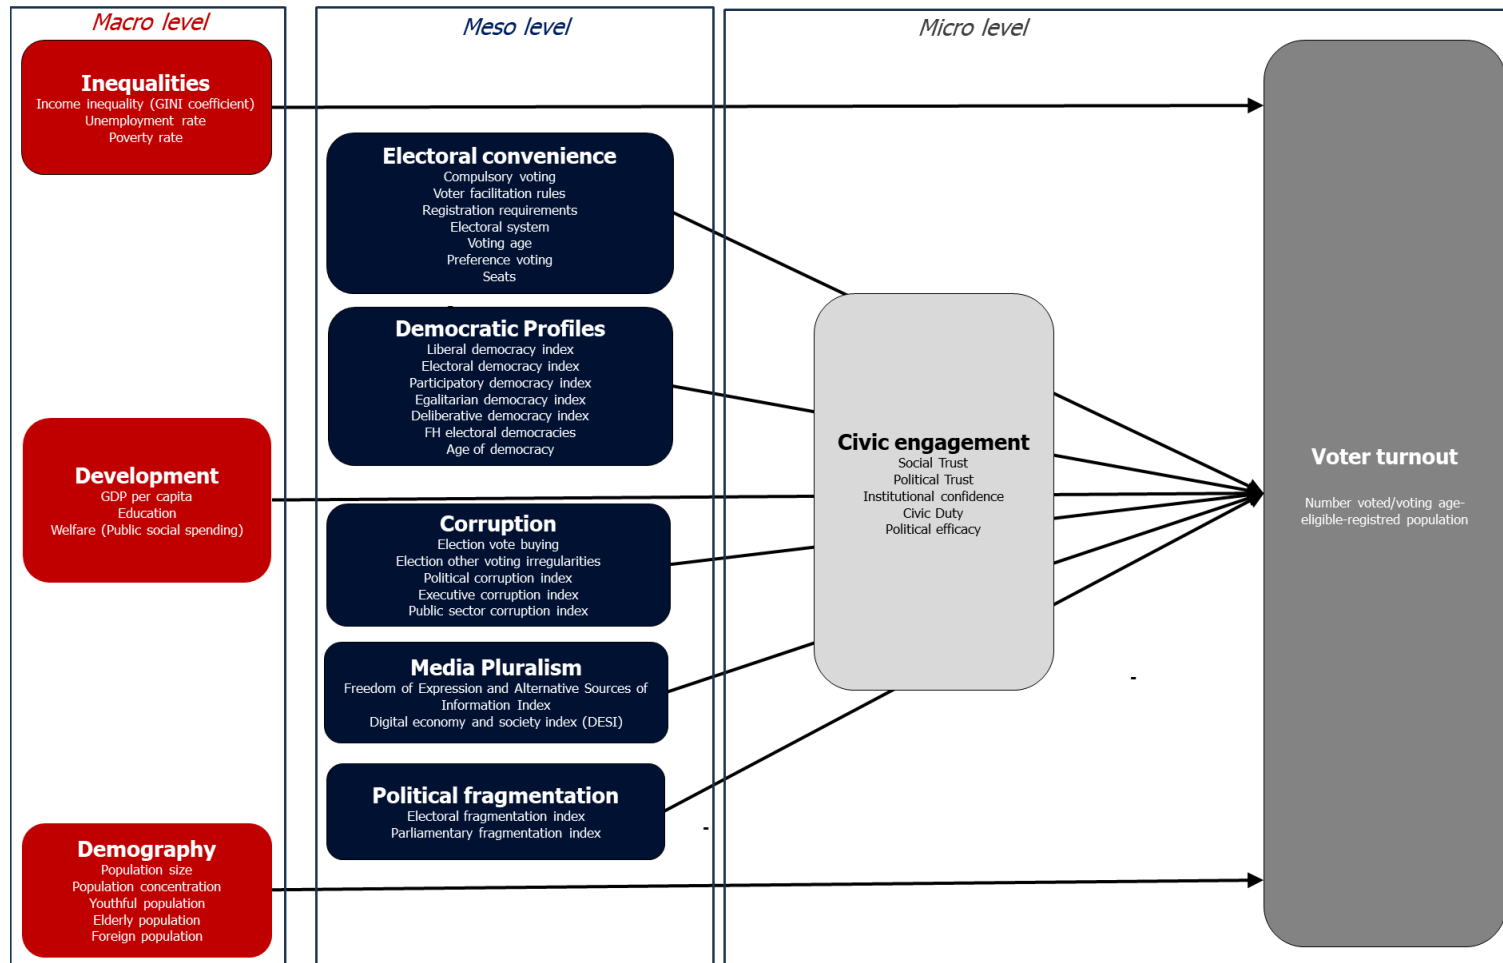 Macro level
Meso level
Micro level
Inequalities
Income inequality (GINI coefficient)
Unemployment rate
Poverty rate
Electoral convenience
Compulsory voting
Voter facilitation rules
Registration requirements
Electoral system
Voting age
Preference voting
Seats
Democratic Profiles
Liberal democracy index
Electoral democracy index
Participatory democracy index
Egalitarian democracy index
Deliberative democracy index
FH electoral democracies
Age of democracy
Development
GDP per capita
Education
Welfare (Public social spending)
Corruption
Election vote buying
Election other voting irregularities
Political corruption index
Executive corruption index
Public sector corruption index
Media Pluralism
Freedom of Expression and Alternative Sources of
Information Index
Digital economy and society index (DESI)
Political fragmentation
Electoral fragmentation index
Parliamentary fragmentation index
Demography
Population size
Population concentration
Youthful population
Elderly population
Foreign population
Civic engagement
Social Trust
Political Trust
Institutional confidence
Civic Duty
Political efficacy
Voter turnout
Number voted/voting age-
eligible-registred population